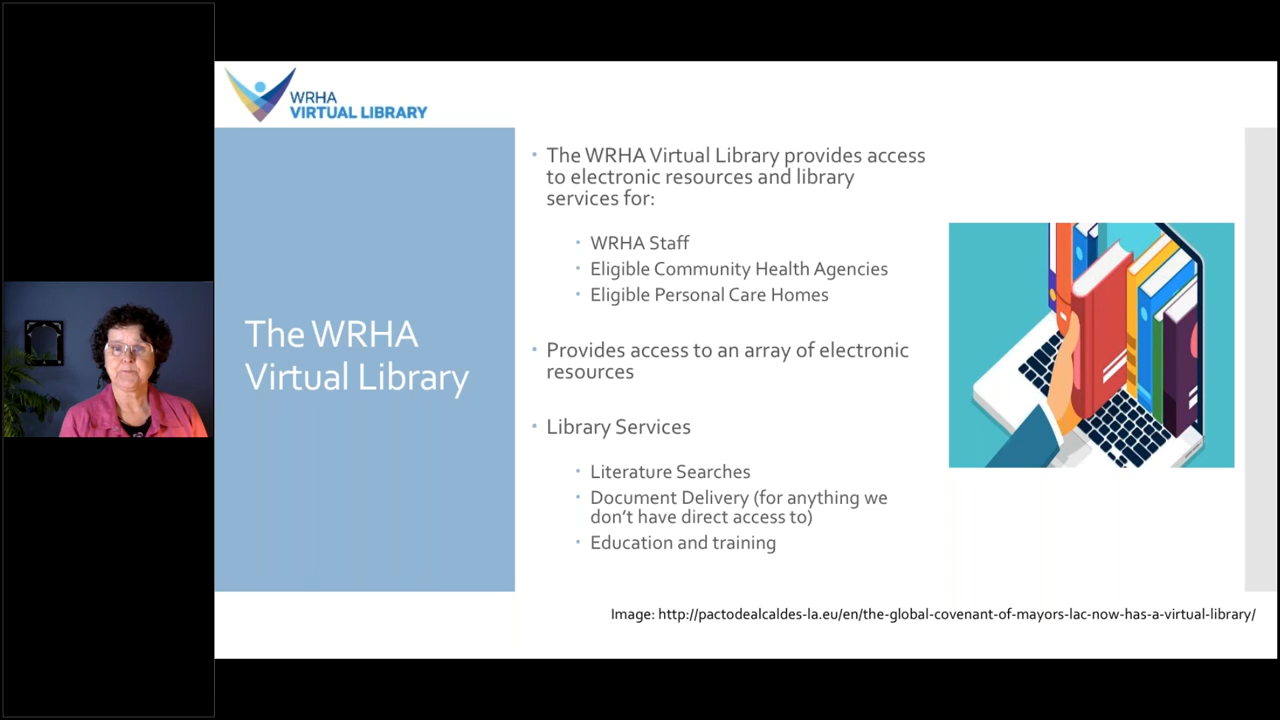 WRHA
VIRTUAL LIBRARY
The WRHA
Virtual Library
• The WRHA Virtual Library provides access
to electronic resources and library
services for:
• WRHA Staff
• Eligible Community Health Agencies
• Eligible Personal Care Homes
• Provides access to an array of electronic
resources
• Library Services
• Literature Searches
• Document Delivery (for anything we
don't have direct access to)
• Education and training
Image: http://pactodealcaldes-la.eu/en/the-global-covenant-of-mayors-lac-now-has-a-virtual-library/